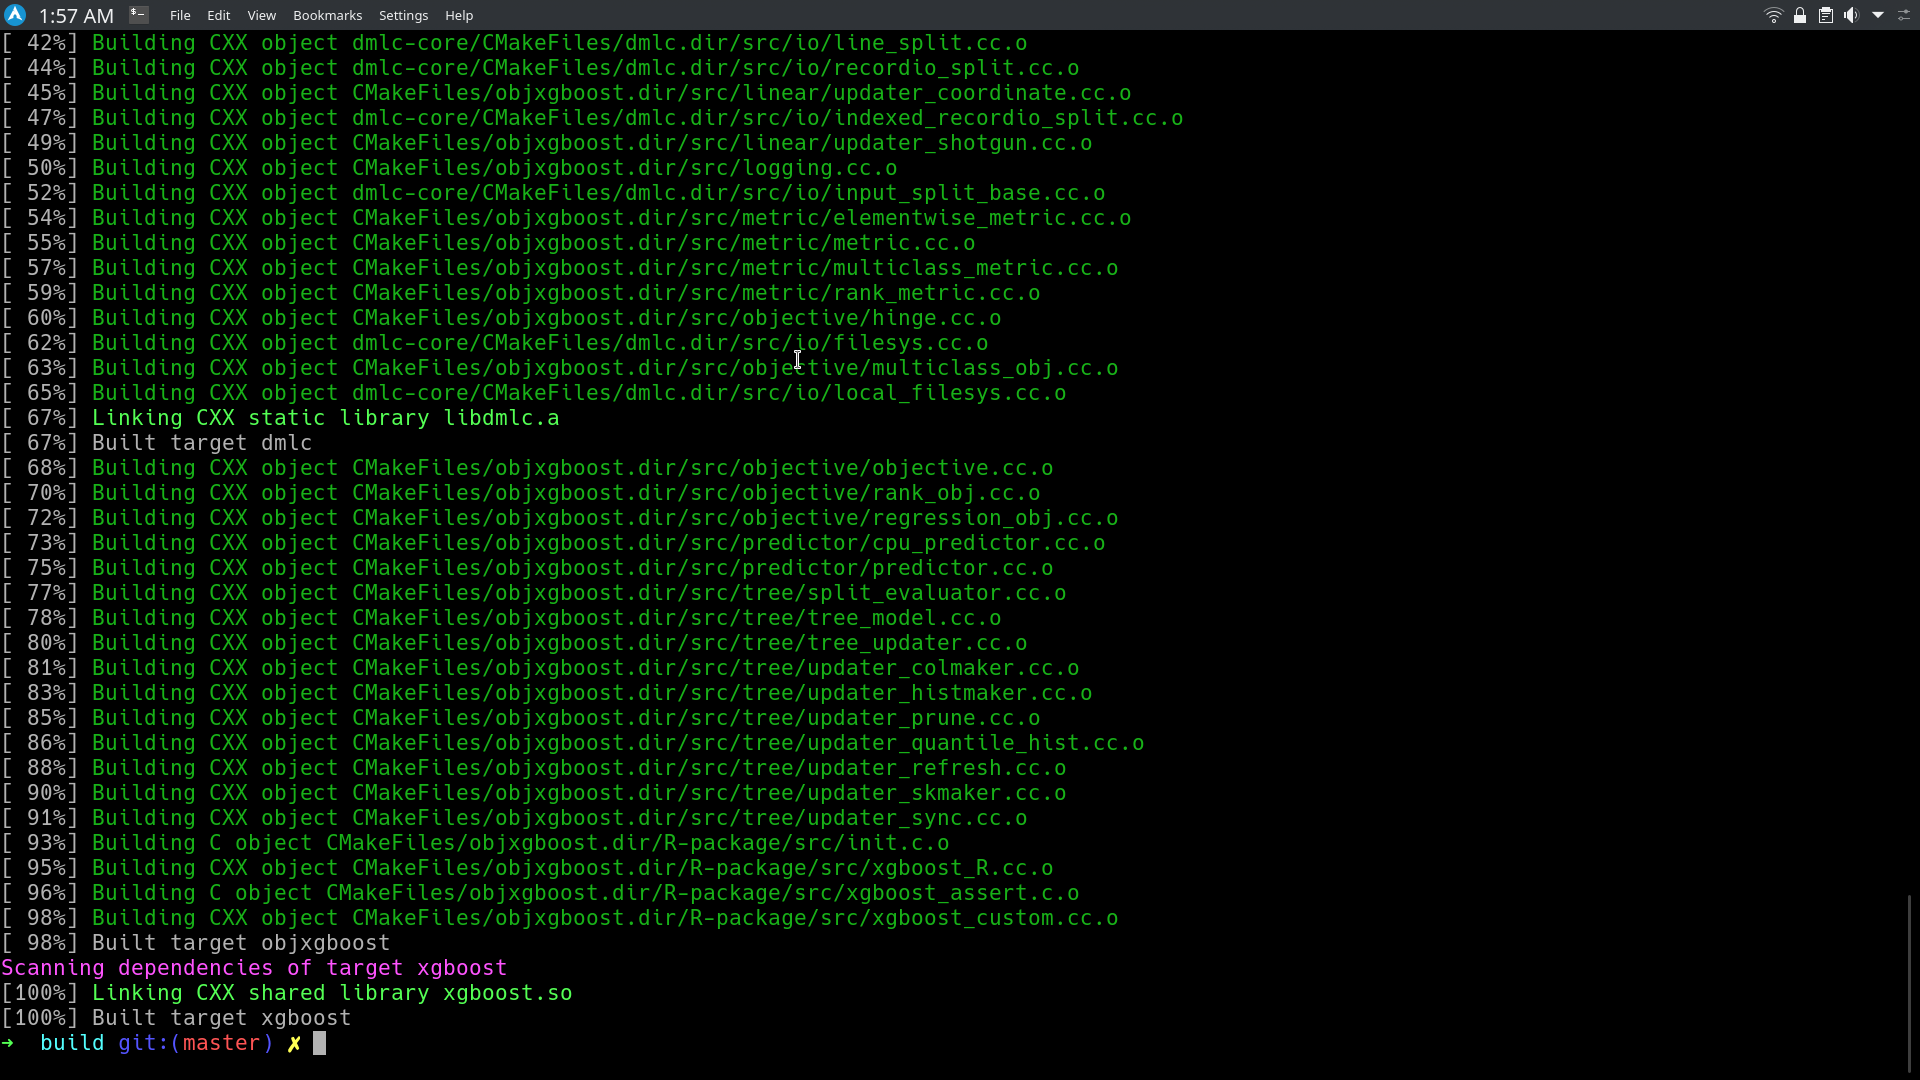 1:57 AM File Edit View Bookmarks Settings Help
[ 42%] Building CXX object dmlc-core/CMakeFiles/dmlc.dir/src/io/line_split.cc.o
[ 44%] Building CXX object dmlc-core/CMakeFiles/dmlc.dir/src/io/recordio_split.cc.o
[ 45%] Building CXX object CMakeFiles/objxgboost.dir/src/linear/updater_coordinate.cc.o
[ 47%] Building CXX object dmlc-core/CMakeFiles/dmlc.dir/src/io/indexed_recordio_split.cc.o
[ 49%] Building CXX object CMakeFiles/objxgboost.dir/src/linear/updater_shotgun.cc.o
[ 50%] Building CXX object CMakeFiles/objxgboost.dir/src/logging.cc.o
[ 52%] Building CXX object dmlc-core/CMakeFiles/dmlc.dir/src/io/input_split_base.cc.o
[ 54%] Building CXX object CMakeFiles/objxgboost.dir/src/metric/elementwise_metric.cc.o
[ 55%] Building CXX object CMakeFiles/objxgboost.dir/src/metric/metric.cc.o
[ 57%] Building CXX object CMakeFiles/objxgboost.dir/src/metric/multiclass_metric.cc.o
[ 59%] Building CXX object CMakeFiles/objxgboost.dir/src/metric/rank_metric.cc.o
[ 60%] Building CXX object CMakeFiles/objxgboost.dir/src/objective/hinge.cc.o
[ 62%] Building CXX object dmlc-core/CMakeFiles/dmlc.dir/src/io/filesys.cc.o
[ 63%] Building CXX object CMakeFiles/objxgboost.dir/src/objective/multiclass_obj.cc.o
[ 65%] Building CXX object dmlc-core/CMakeFiles/dmlc.dir/src/io/local_filesys.cc.o
[ 67%] Linking CXX static library libdmlc.a
[ 67%] Built target dmlc
[ 68%] Building CXX object CMakeFiles/objxgboost.dir/src/objective/objective.cc.o
[ 70%] Building CXX object CMakeFiles/objxgboost.dir/src/objective/rank_obj.cc.o
[ 72%] Building CXX object CMakeFiles/objxgboost.dir/src/objective/regression_obj.cc.o
[ 73%] Building CXX object CMakeFiles/objxgboost.dir/src/predictor/cpu_predictor.cc.o
[ 75%] Building CXX object CMakeFiles/objxgboost.dir/src/predictor/predictor.cc.o
[ 77%] Building CXX object CMakeFiles/objxgboost.dir/src/tree/split_evaluator.cc.o
[ 78%] Building CXX object CMakeFiles/objxgboost.dir/src/tree/tree_model.cc.o
[ 80%] Building CXX object CMakeFiles/objxgboost.dir/src/tree/tree_updater.cc.o
[ 81%] Building CXX object CMakeFiles/objxgboost.dir/src/tree/updater_colmaker.cc.o
[ 83%] Building CXX object CMakeFiles/objxgboost.dir/src/tree/updater_histmaker.cc.o
[ 85%] Building CXX object CMakeFiles/objxgboost.dir/src/tree/updater_prune.cc.o
[ 86%] Building CXX object CMakeFiles/objxgboost.dir/src/tree/updater_quantile_hist.cc.o
[ 88%] Building CXX object CMakeFiles/objxgboost.dir/src/tree/updater_refresh.cc.o
[ 90%] Building CXX object CMakeFiles/objxgboost.dir/src/tree/updater_skmaker.cc.o
[ 91%] Building CXX object CMakeFiles/objxgboost.dir/src/tree/updater_sync.cc.o
[ 93%] Building C object CMakeFiles/objxgboost.dir/R-package/src/init.c.o
[ 95%] Building CXX object CMakeFiles/objxgboost.dir/R-package/src/xgboost_R.cc.o
[ 96%] Building C object CMakeFiles/objxgboost.dir/R-package/src/xgboost_assert.c.o
[ 98%] Building CXX object CMakeFiles/objxgboost.dir/R-package/src/xgboost_custom.cc.o
[ 98%] Built target objxgboost
Scanning dependencies of target xgboost
[100%] Linking CXX shared library xgboost.so
[100%] Built target xgboost
➜  build git:(master) ✗